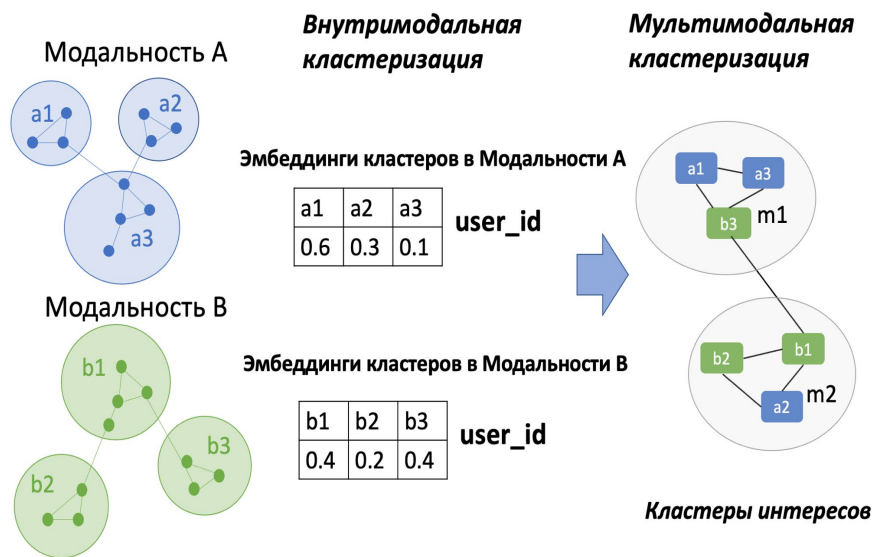 Внутримодальная
кластеризация
Мультимодальная
кластеризация
Модальность А
a1
a2
a3
Эмбеддинги кластеров в Модальности А
a1 a2 a3
0.6 0.3 0.1
user_id
a1
a3
b3
m1
Модальность В
b1
b2
b3
Эмбеддинги кластеров в Модальности В
b1 b2 b3
0.4 0.2 0.4
user_id
b2
b1
a2
m2
Кластеры интересов